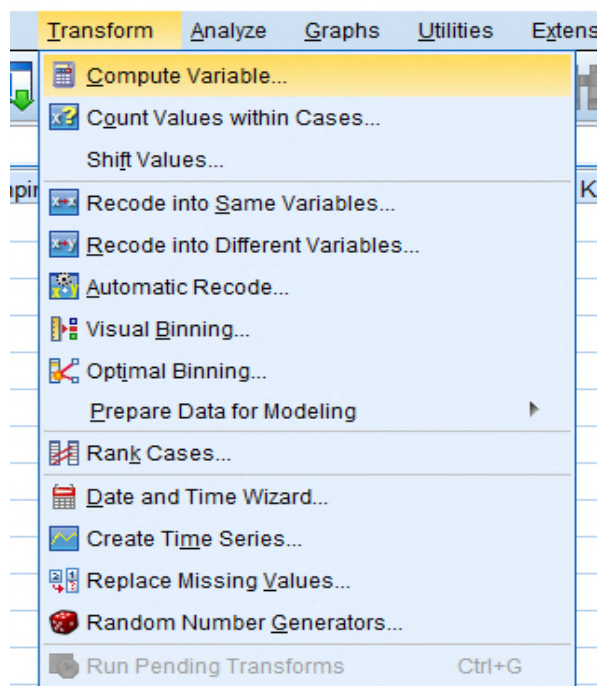 Transform Analyze Graphs Utilities Extens
Compute Variable...
Count Values within Cases...
Shift Values...
pir K
Recode into Same Variables...
Recode into Different Variables...
Automatic Recode...
Visual Binning...
Optimal Binning...
Prepare Data for Modeling
Rank Cases...
Date and Time Wizard...
Create Time Series...
Replace Missing Values...
Random Number Generators...
Run Pending Transforms Ctrl+G